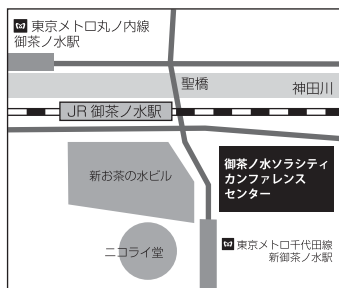 東京メトロ丸ノ内線
御茶ノ水駅
聖橋
神田川
JR 御茶ノ水駅
新お茶の水ビル
御茶ノ水ソラシティ
カンファレンス
センター
ニコライ堂
東京メトロ千代田線
新御茶ノ水駅